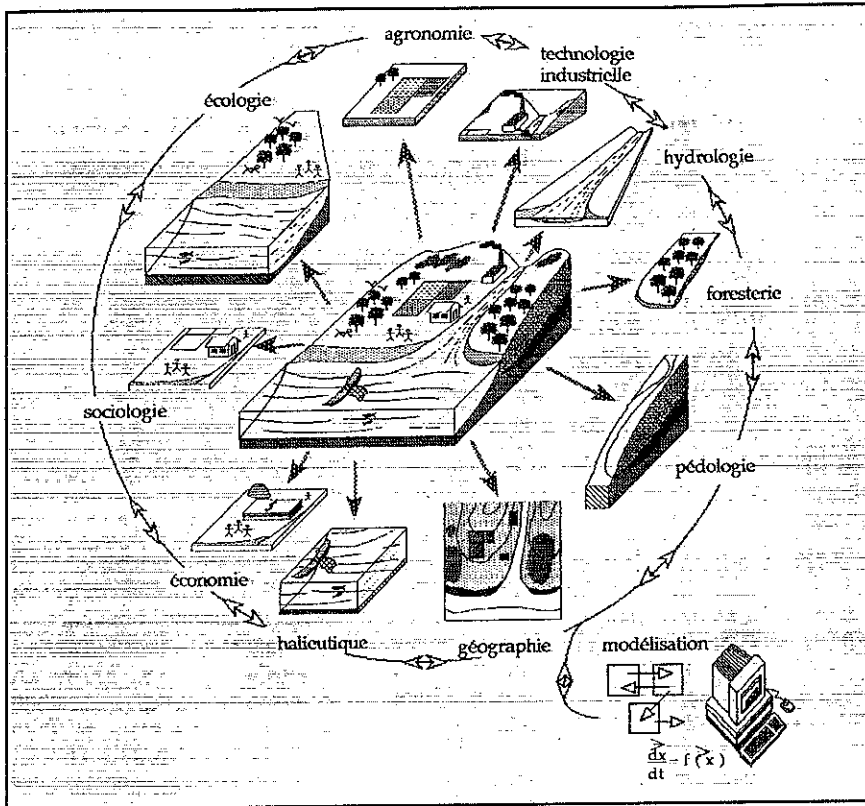 agronomie
technologie
industrielle
écologie
hydrologie
foresterie
sociologie
pédologie
économie
halieutique
géographie
modélisation
dx/dt = f(x)